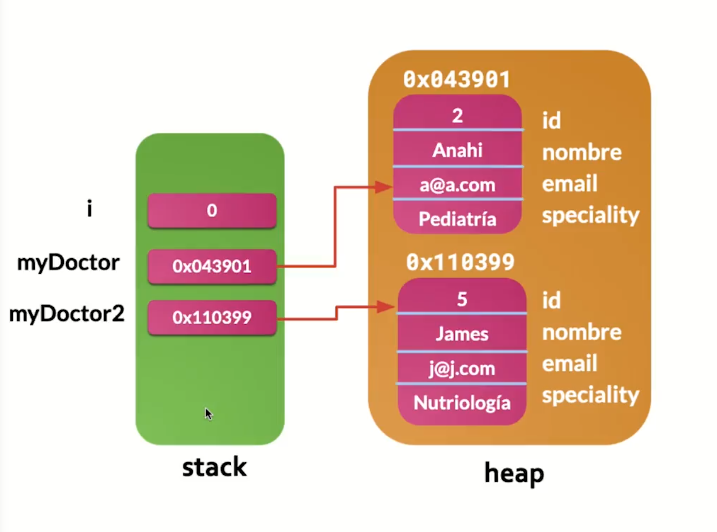 i
0
myDoctor
0x043901
myDoctor2
0x110399
stack
0x043901
2
id
Anahi
nombre
a@a.com
email
Pediatría
speciality
0x110399
5
id
James
nombre
j@j.com
email
Nutriología
speciality
heap